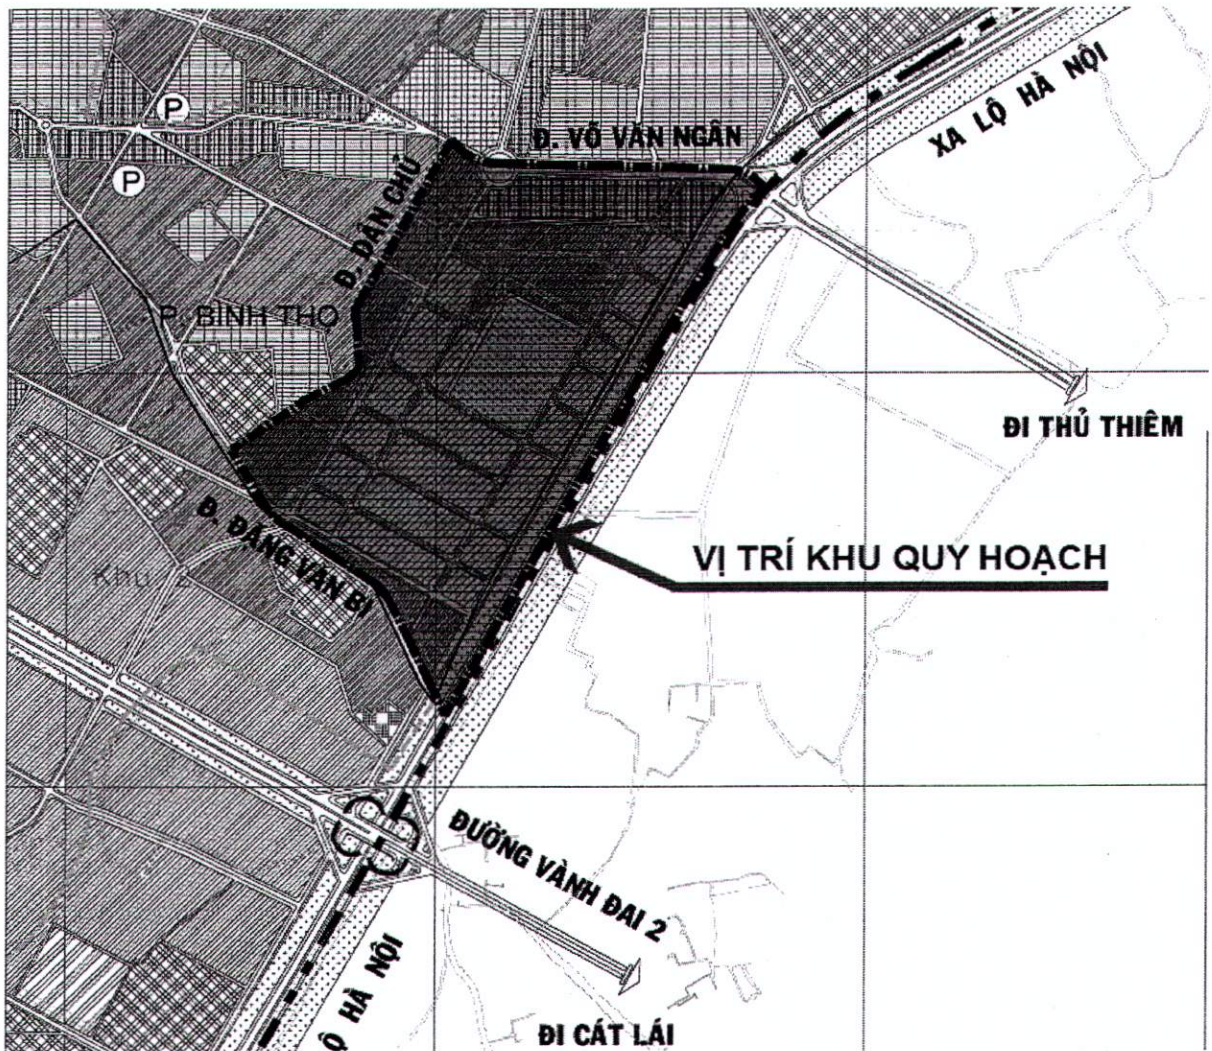 XA LỘ HÀ NỘI
P
Đ. VÕ VĂN NGÂN
P
Đ. DÂN CHỦ
P. BÌNH THỌ
ĐI THỦ THIÊM
Đ. ĐẶNG VĂN BI
VỊ TRÍ KHU QUY HOẠCH
Khu
ĐƯỜNG VÀNH ĐAI 2
Ộ HÀ NỘI
ĐI CÁT LÁI